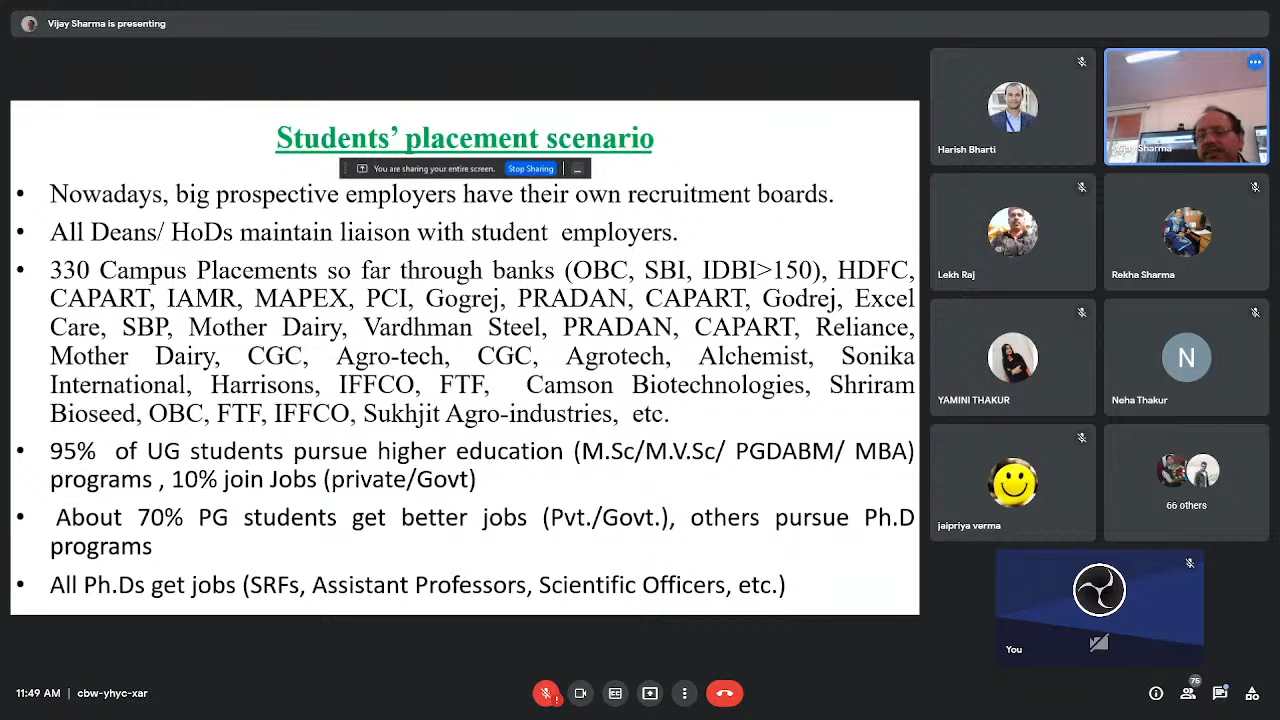 Vijay Sharma is presenting
Students’ placement scenario
You are sharing your entire screen. Stop Sharing
• Nowadays, big prospective employers have their own recruitment boards.
• All Deans/ HoDs maintain liaison with student employers.
• 330 Campus Placements so far through banks (OBC, SBI, IDBI>150), HDFC,
CAPART, IAMR, MAPEX, PCI, Gogrej, PRADAN, CAPART, Godrej, Excel
Care, SBP, Mother Dairy, Vardhman Steel, PRADAN, CAPART, Reliance,
Mother Dairy, CGC, Agro-tech, CGC, Agrotech, Alchemist, Sonika
International, Harrisons, IFFCO, FTF, Camson Biotechnologies, Shriram
Bioseed, OBC, FTF, IFFCO, Sukhjit Agro-industries, etc.
• 95% of UG students pursue higher education (M.Sc/M.V.Sc/ PGDABM/ MBA)
programs , 10% join Jobs (private/Govt)
• About 70% PG students get better jobs (Pvt./Govt.), others pursue Ph.D
programs
• All Ph.Ds get jobs (SRFs, Assistant Professors, Scientific Officers, etc.)
Harish Bharti
Vijay Sharma
Lekh Raj
Rekha Sharma
YAMINI THAKUR
N
Neha Thakur
jaipriya verma
66 others
You
11:49 AM | cbw-yhyc-xar
75